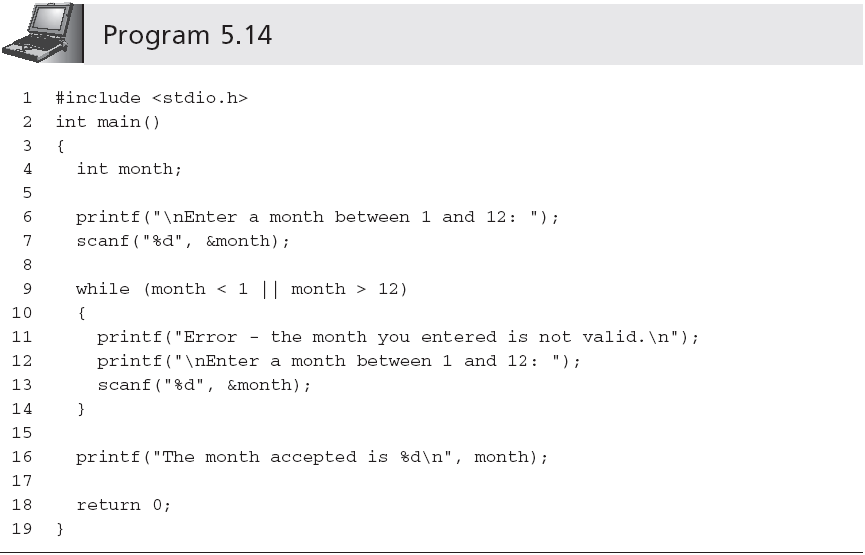 Program 5.14
1 #include <stdio.h>
2 int main()
3 {
4   int month;
5
6   printf("\nEnter a month between 1 and 12: ");
7   scanf("%d", &month);
8
9   while (month < 1 || month > 12)
10   {
11     printf("Error - the month you entered is not valid.\n");
12     printf("\nEnter a month between 1 and 12: ");
13     scanf("%d", &month);
14   }
15
16   printf("The month accepted is %d\n", month);
17
18   return 0;
19 }